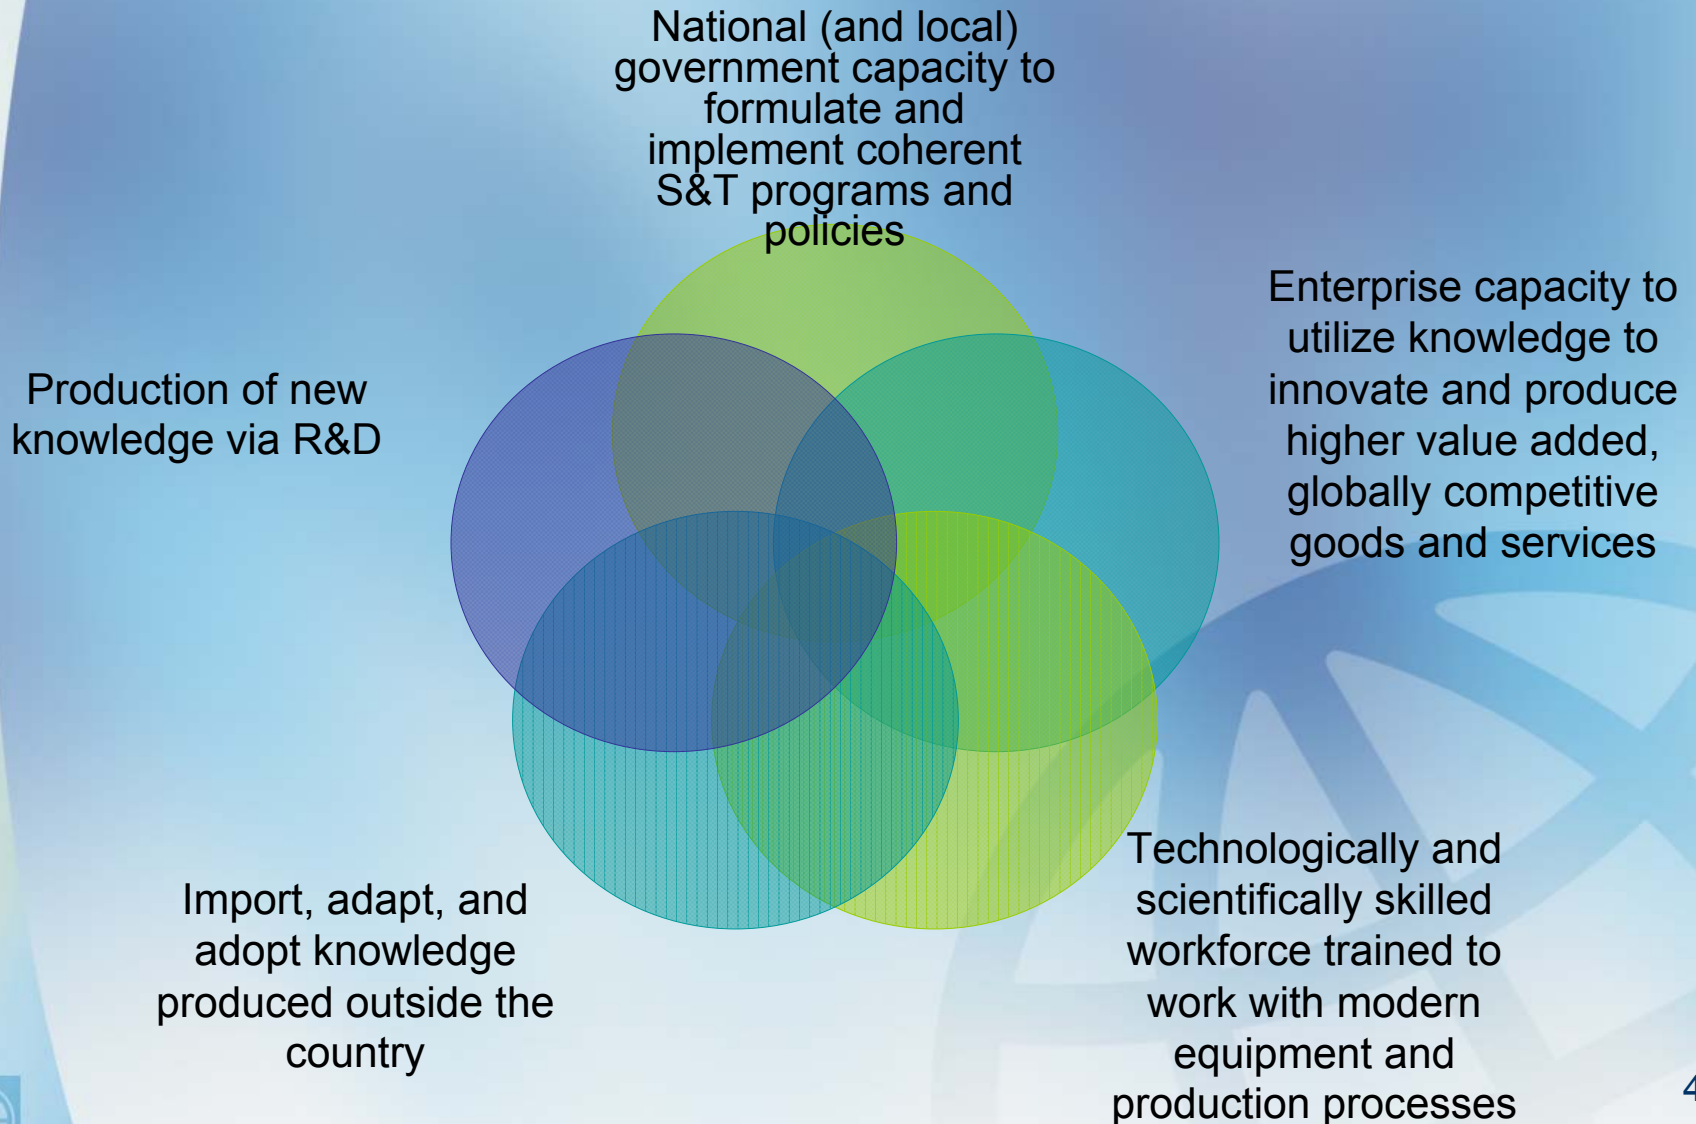 National (and local)
government capacity to
formulate and
implement coherent
S&T programs and
policies
Enterprise capacity to
utilize knowledge to
innovate and produce
higher value added,
globally competitive
goods and services
Production of new
knowledge via R&D
Technologically and
scientifically skilled
workforce trained to
work with modern
equipment and
production processes
Import, adapt, and
adopt knowledge
produced outside the
country
4